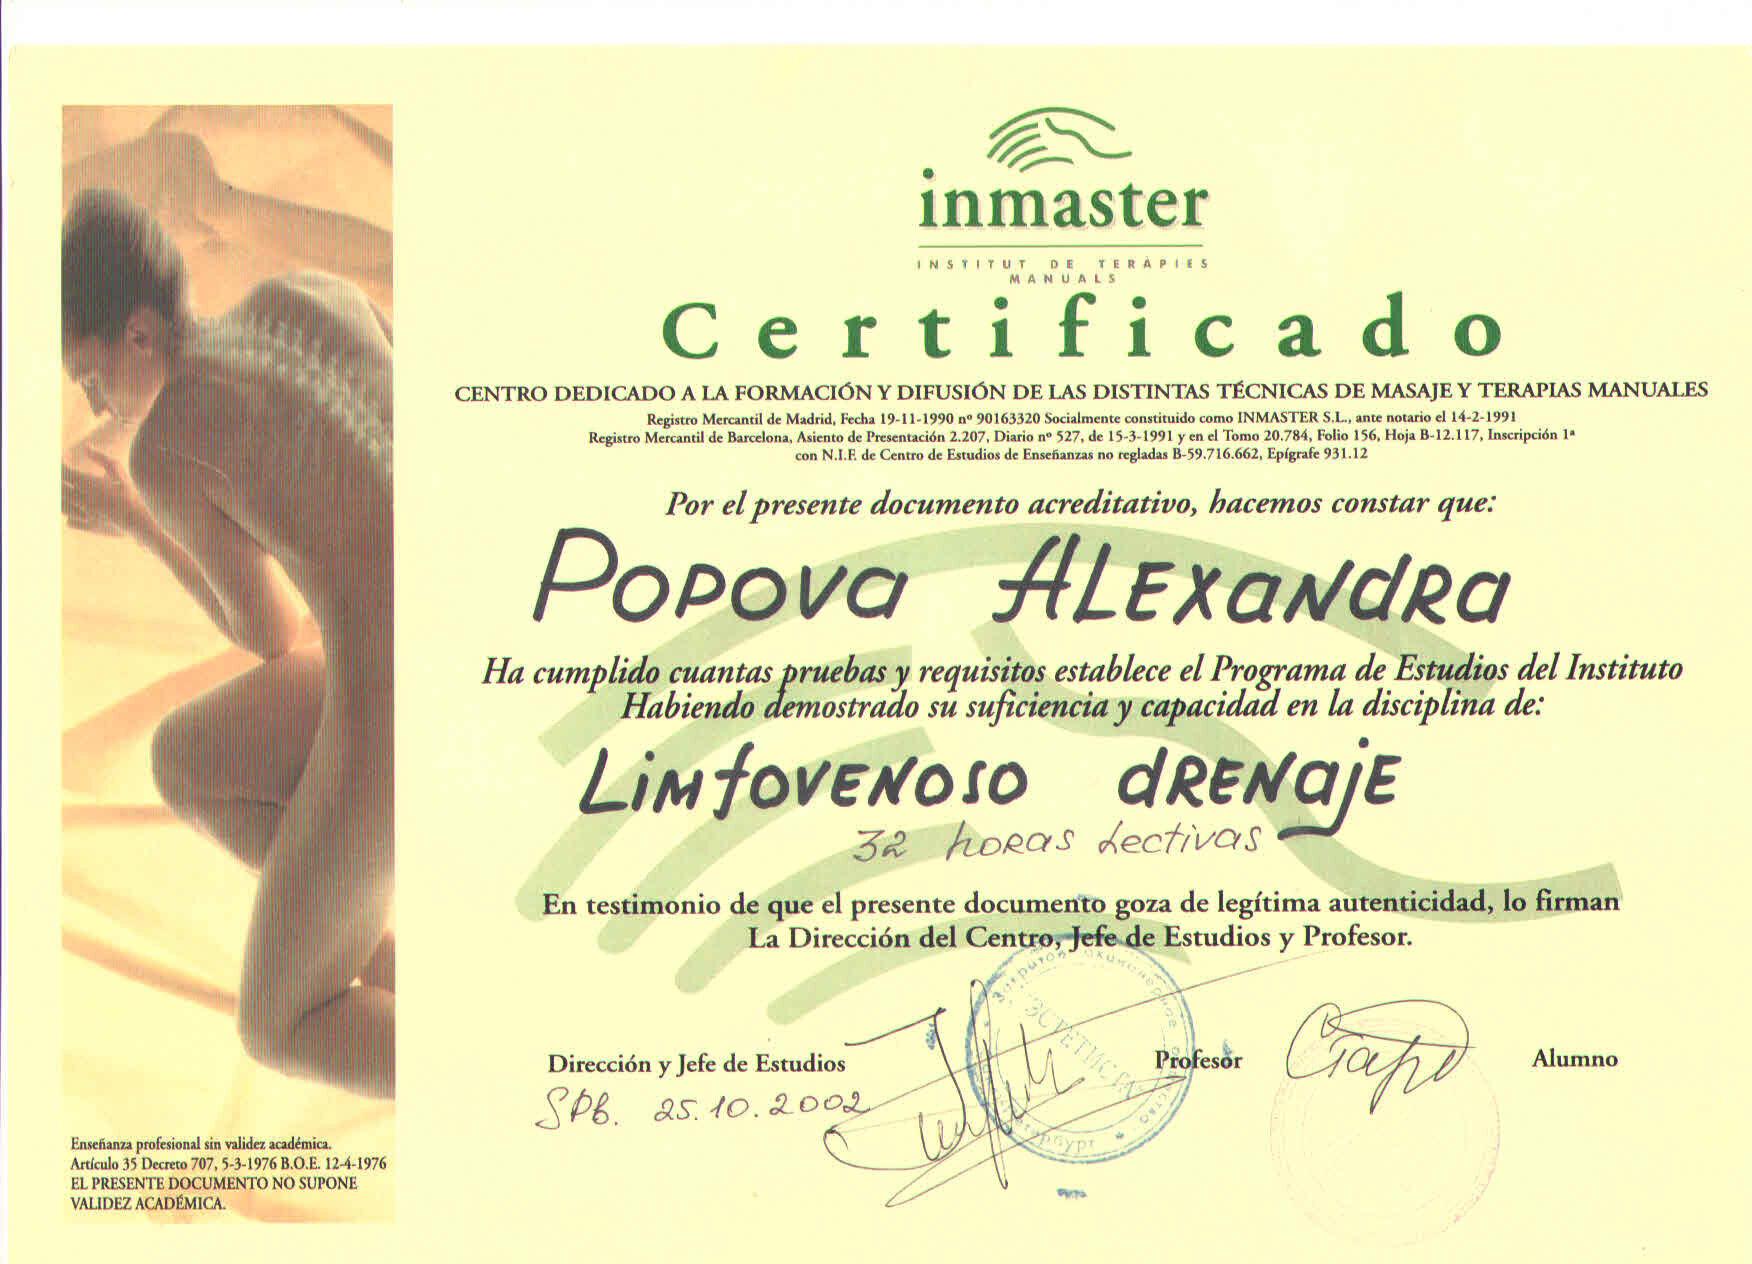 inmaster
INSTITUT DE TERÀPIES
MANUALS
Certificado
CENTRO DEDICADO A LA FORMACIÓN Y DIFUSIÓN DE LAS DISTINTAS TÉCNICAS DE MASAJE Y TERAPIAS MANUALES
Registro Mercantil de Madrid, Fecha 19-11-1990 nº 90163320 Socialmente constituido como INMASTER S.L., ante notario el 14-2-1991
Registro Mercantil de Barcelona, Asiento de Presentación 2.207, Diario nº 527, de 15-3-1991 y en el Tomo 20.784, Folio 156, Hoja B-12.117, Inscripción 1ª
con N.I.F. de Centro de Estudios de Enseñanzas no regladas B-59.716.662, Epígrafe 931.12
Por el presente documento acreditativo, hacemos constar que:
POPOVA ALEXANDRA
Ha cumplido cuantas pruebas y requisitos establece el Programa de Estudios del Instituto
Habiendo demostrado su suficiencia y capacidad en la disciplina de:
LiMfOVENOSO dRENAjE
32 horas lectivas
En testimonio de que el presente documento goza de legítima autenticidad, lo firman
La Dirección del Centro, Jefe de Estudios y Profesor.
Dirección y Jefe de Estudios
Profesor
Alumno
SPb. 25.10.2002
ЭСТЕТИСТА
Enseñanza profesional sin validez académica.
Artículo 35 Decreto 707, 5-3-1976 B.O.E. 12-4-1976
EL PRESENTE DOCUMENTO NO SUPONE
VALIDEZ ACADÉMICA.